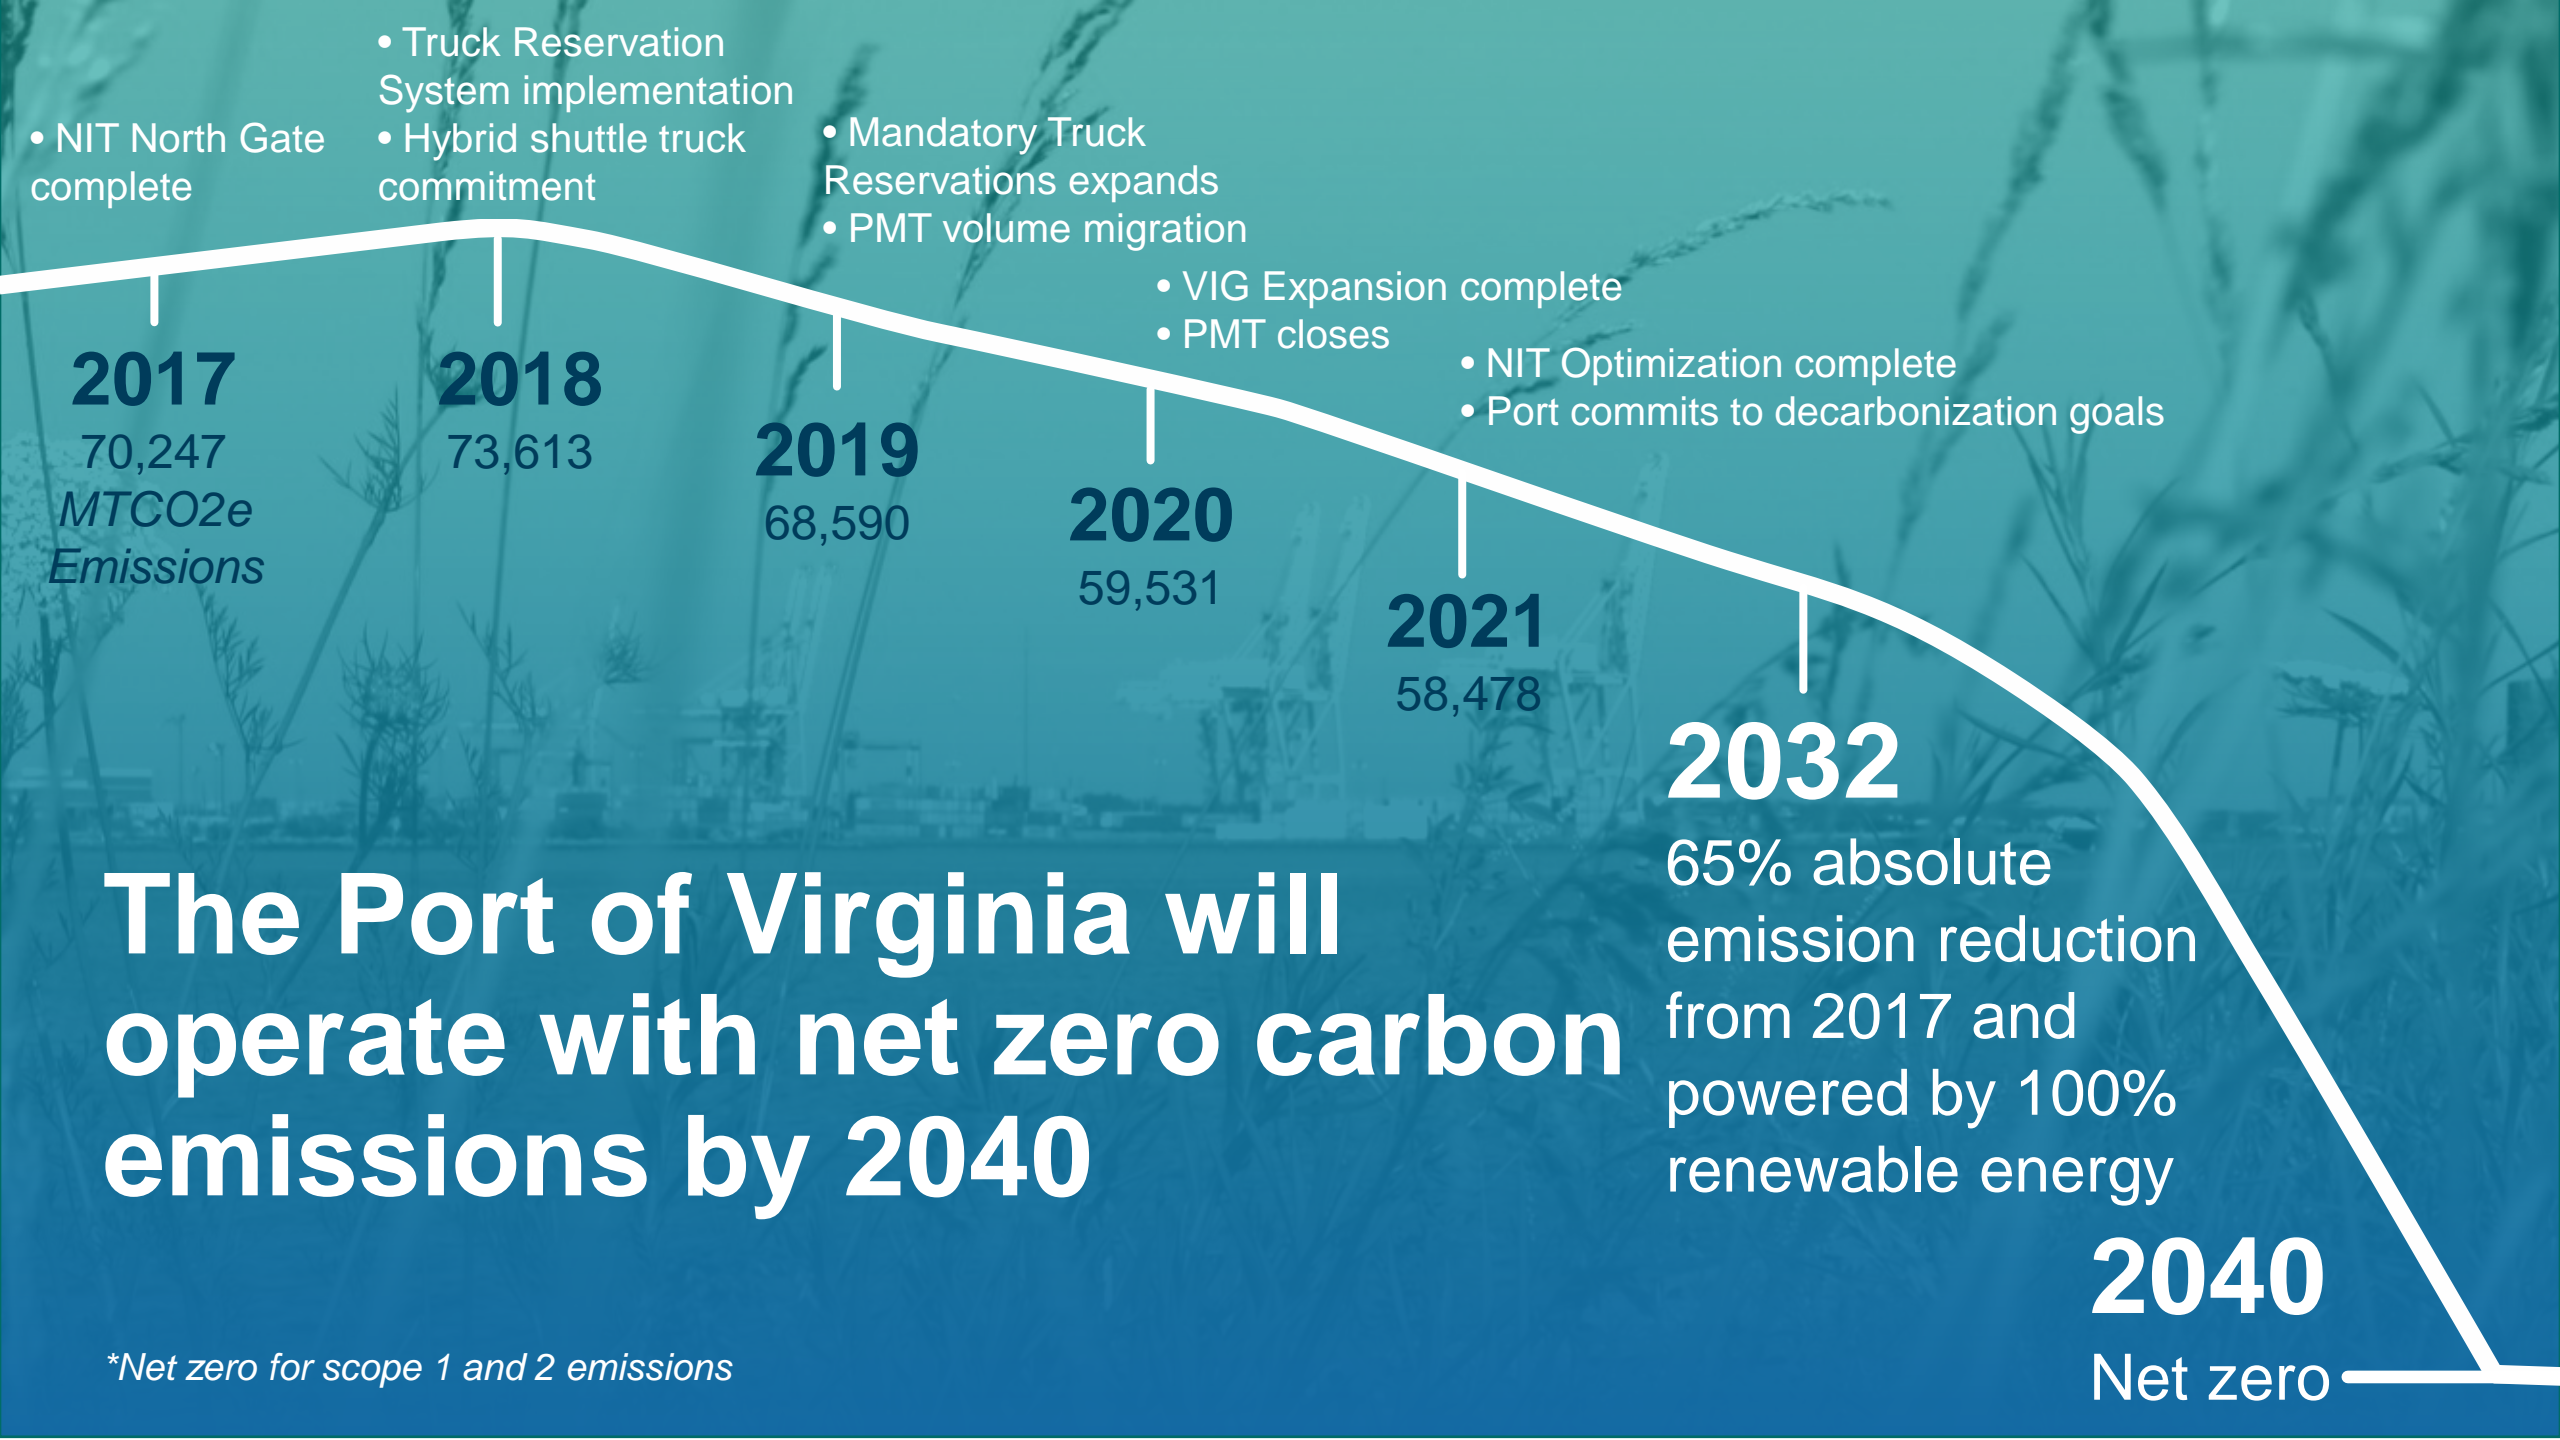 • NIT North Gate
complete
• Truck Reservation
System implementation
• Hybrid shuttle truck
commitment
• Mandatory Truck
Reservations expands
• PMT volume migration
• VIG Expansion complete
• PMT closes
• NIT Optimization complete
• Port commits to decarbonization goals
2017
70,247
MTCO2e
Emissions
2018
73,613
2019
68,590
2020
59,531
2021
58,478
2032
65% absolute
emission reduction
from 2017 and
powered by 100%
renewable energy
2040
Net zero
The Port of Virginia will
operate with net zero carbon
emissions by 2040
*Net zero for scope 1 and 2 emissions